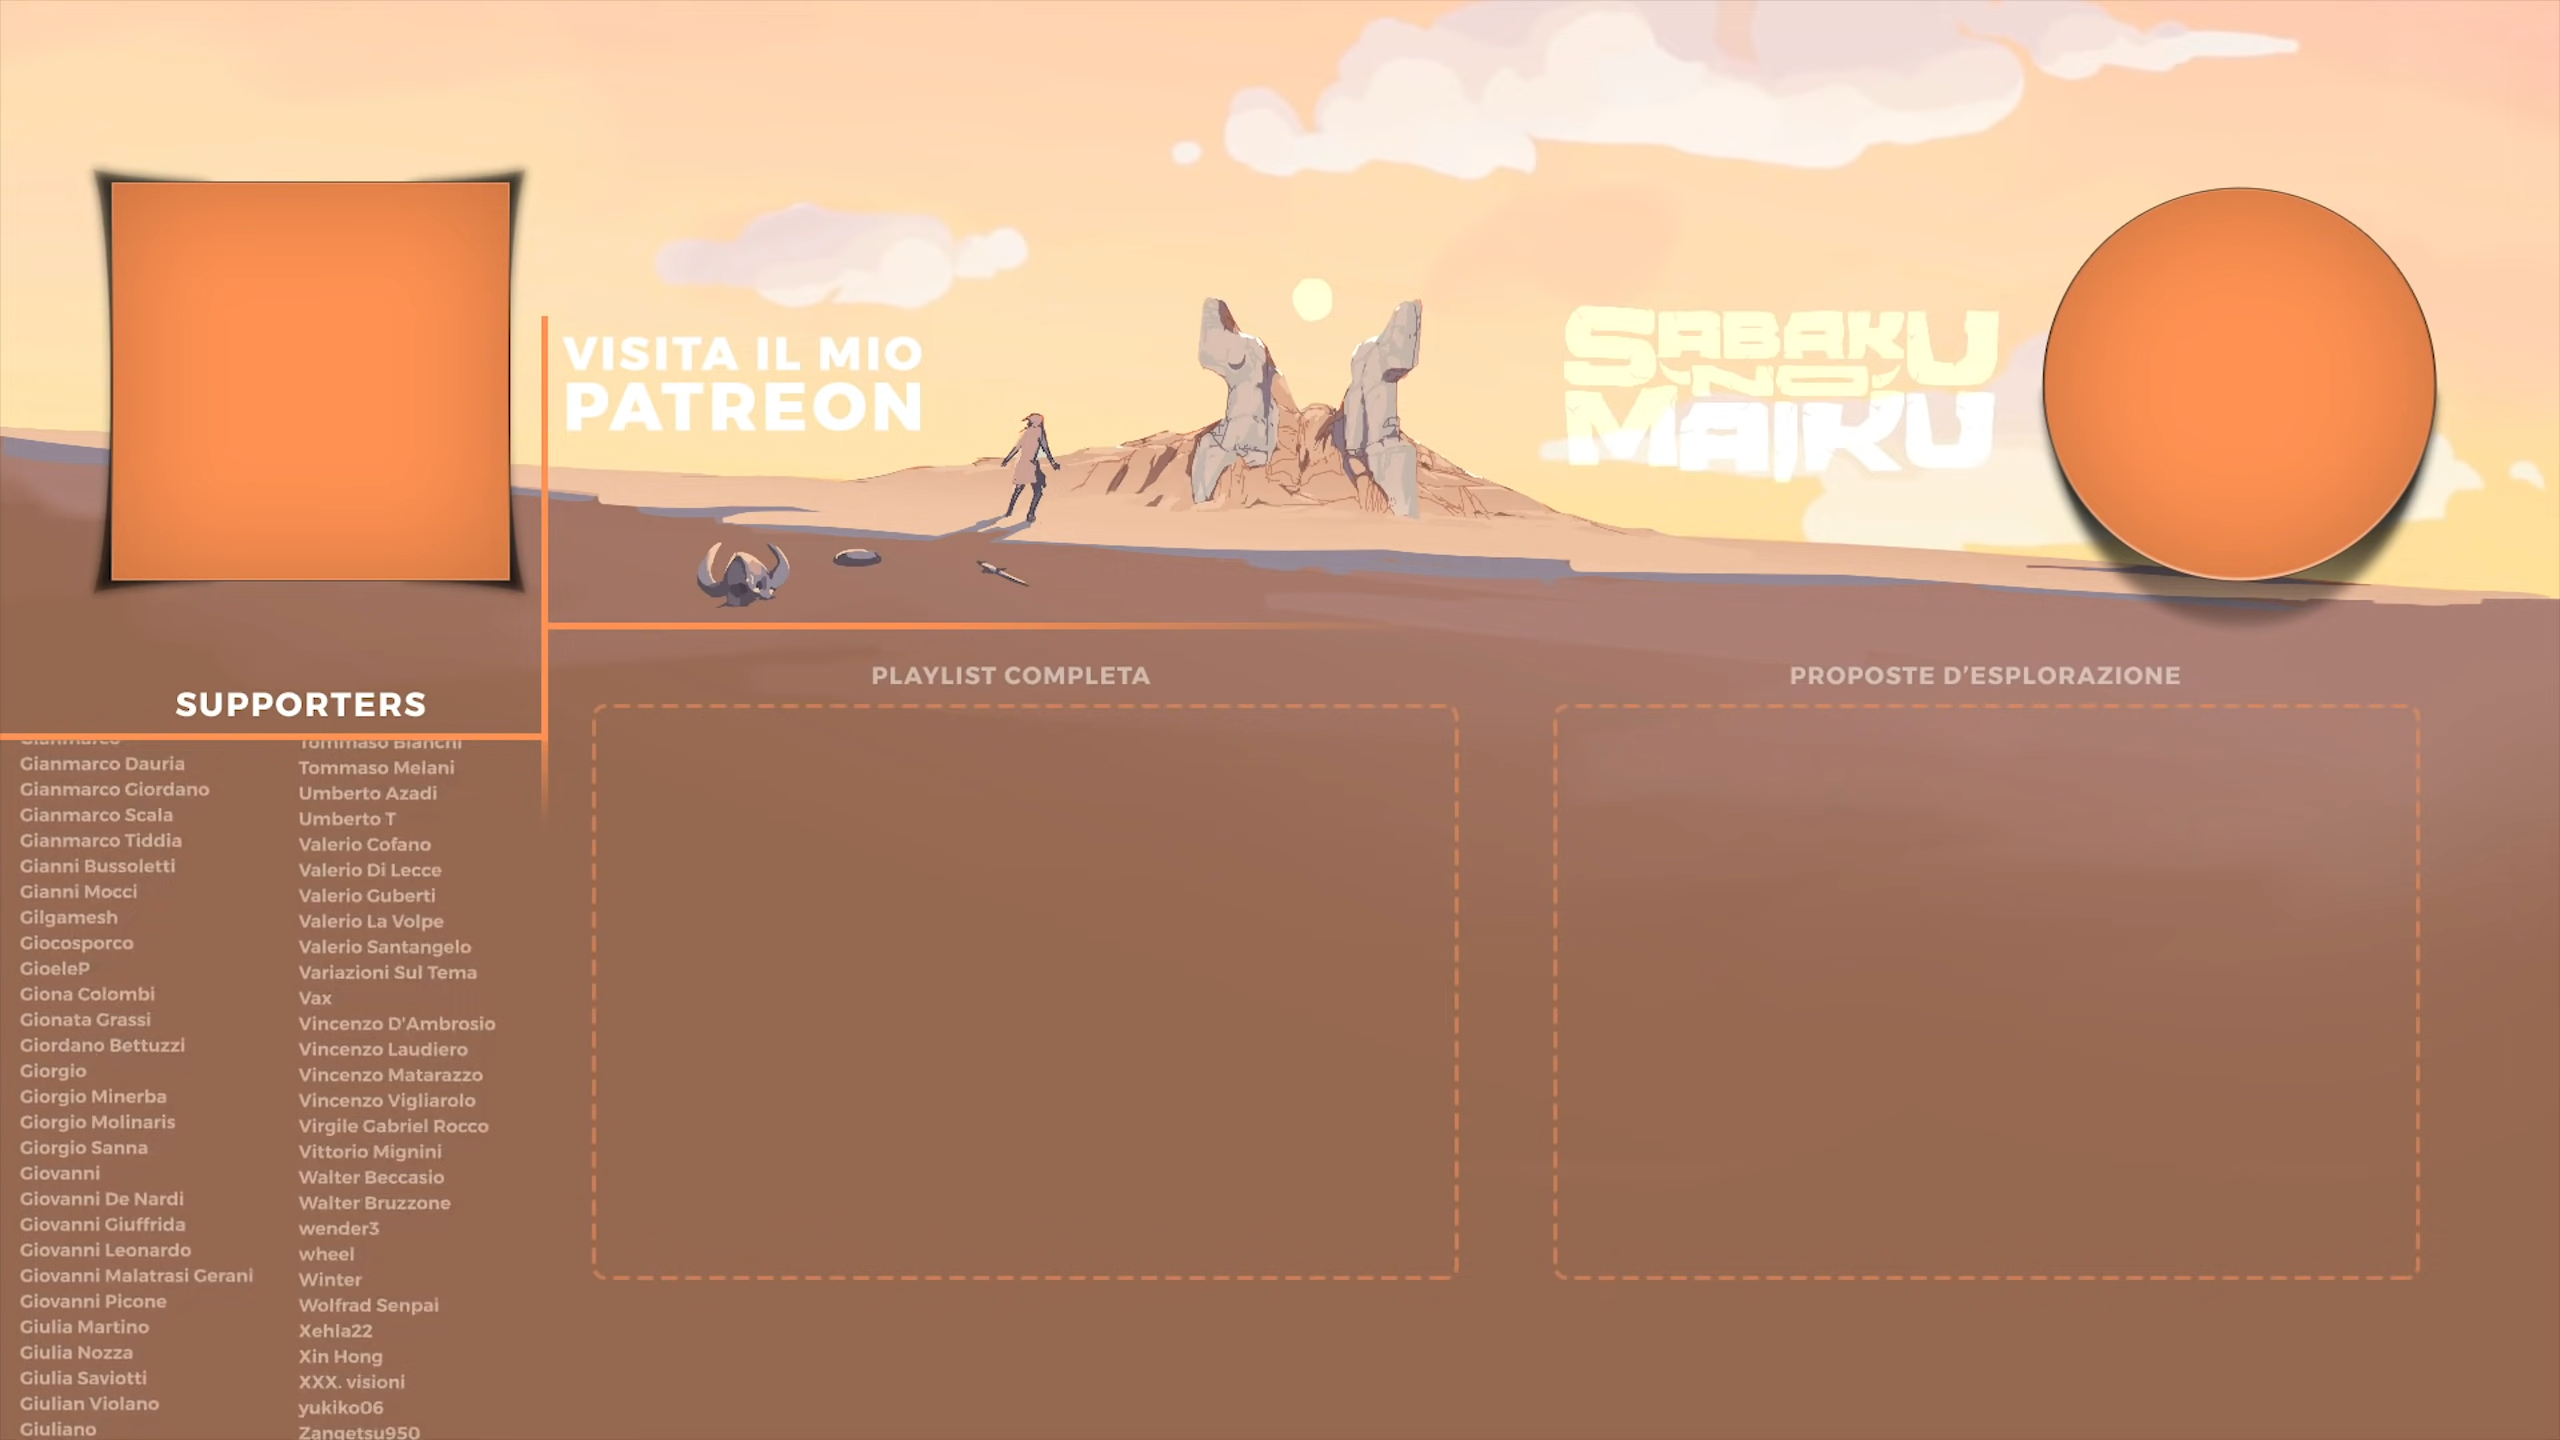 VISITA IL MIO
PATREON
SABAKU
NO
MAIKU
SUPPORTERS
PLAYLIST COMPLETA
PROPOSTE D’ESPLORAZIONE
Gianmarco
Gianmarco Dauria
Gianmarco Giordano
Gianmarco Scala
Gianmarco Tiddia
Gianni Bussoletti
Gianni Mocci
Gilgamesh
Giocosporco
GioeleP
Giona Colombi
Gionata Grassi
Giordano Bettuzzi
Giorgio
Giorgio Minerba
Giorgio Molinaris
Giorgio Sanna
Giovanni
Giovanni De Nardi
Giovanni Giuffrida
Giovanni Leonardo
Giovanni Malatrasi Gerani
Giovanni Picone
Giulia Martino
Giulia Nozza
Giulia Saviotti
Giulian Violano
Giuliano
Tommaso Bianchi
Tommaso Melani
Umberto Azadi
Umberto T
Valerio Cofano
Valerio Di Lecce
Valerio Guberti
Valerio La Volpe
Valerio Santangelo
Variazioni Sul Tema
Vax
Vincenzo D'Ambrosio
Vincenzo Laudiero
Vincenzo Matarazzo
Vincenzo Vigliarolo
Virgile Gabriel Rocco
Vittorio Mignini
Walter Beccasio
Walter Bruzzone
wender3
wheel
Winter
Wolfrad Senpai
Xehla22
Xin Hong
XXX. visioni
yukiko06
Zangetsu950